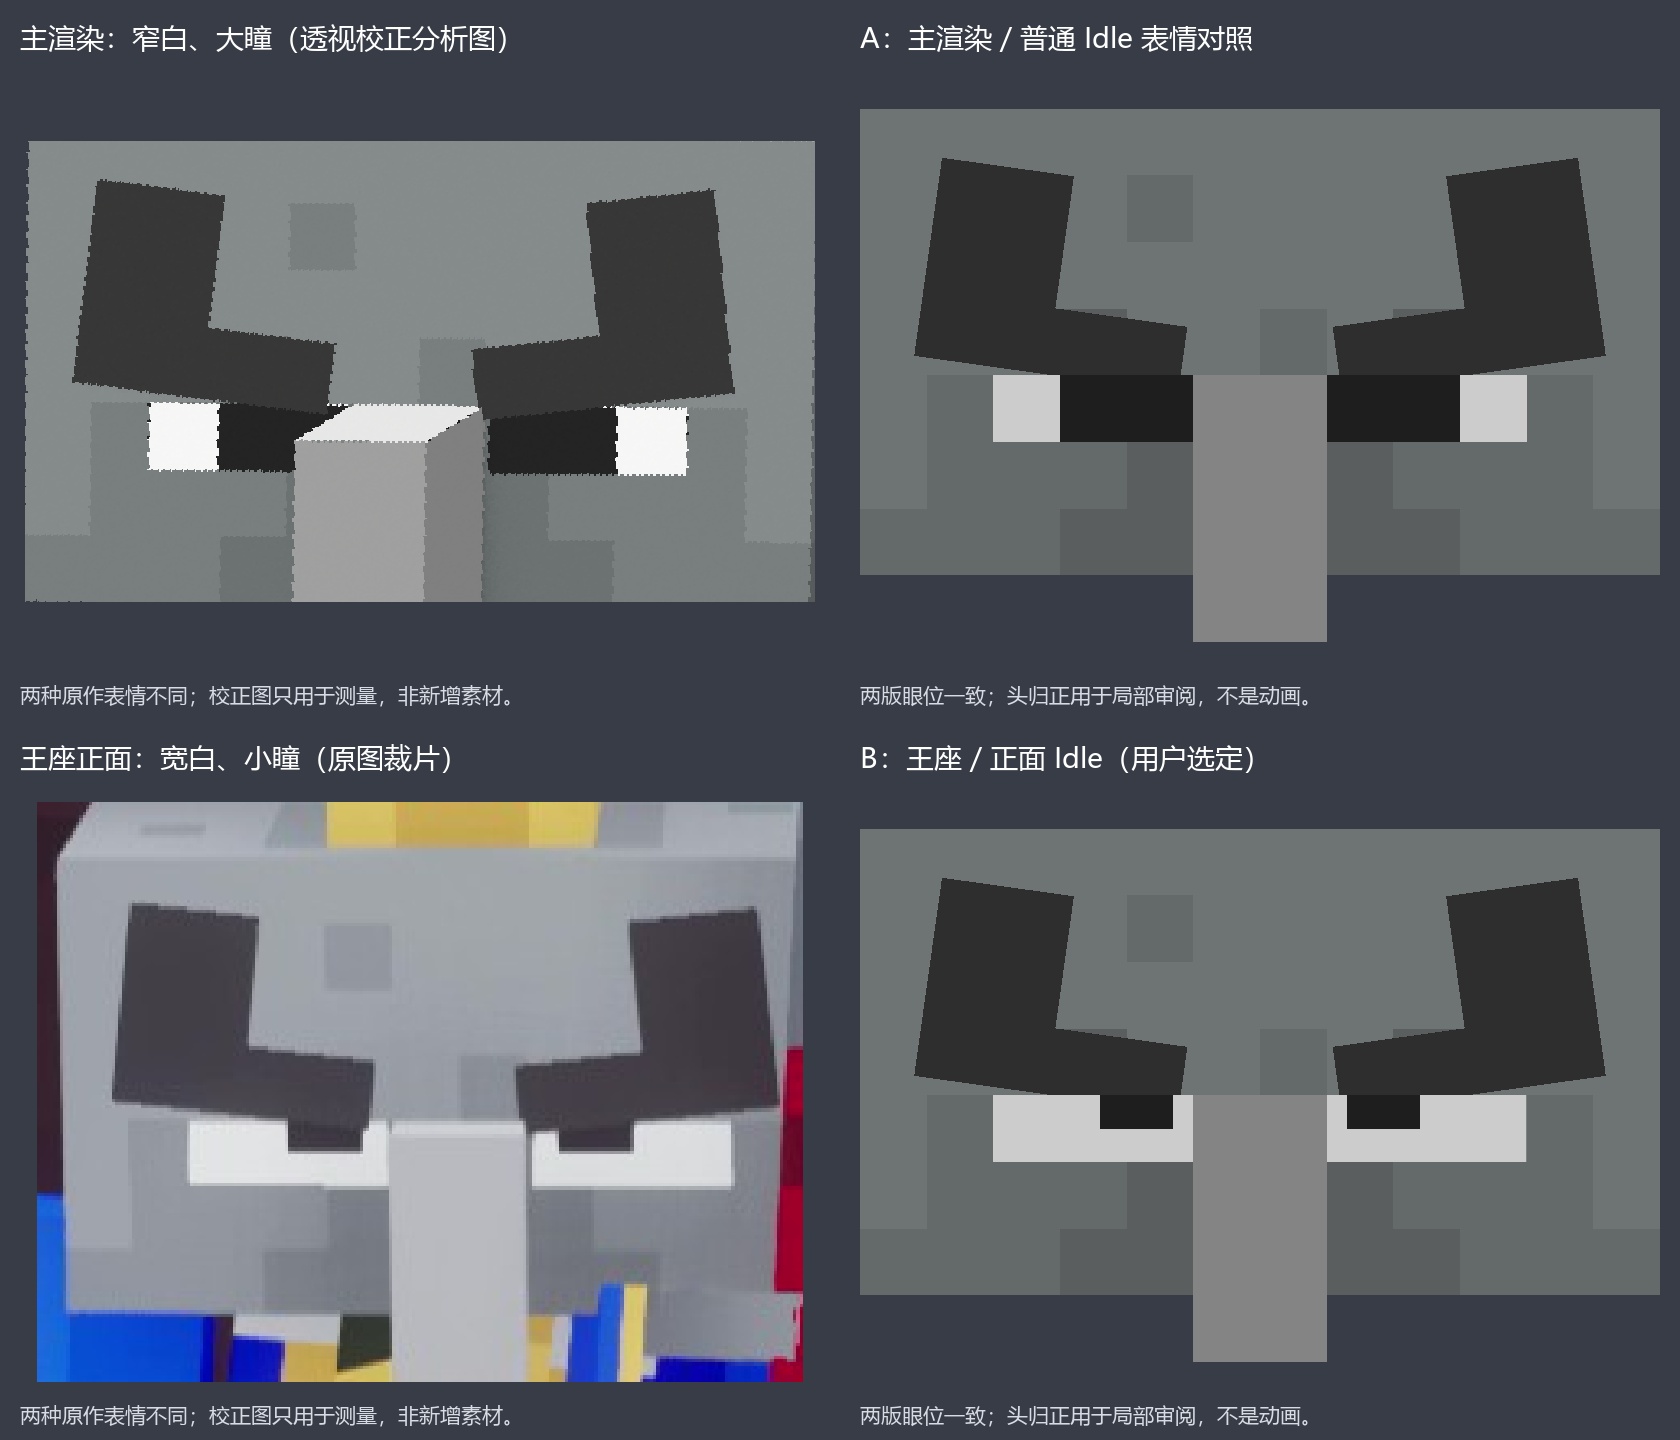 主渲染：窄白、大瞳（透视校正分析图）
A：主渲染 / 普通 Idle 表情对照
两种原作表情不同；校正图只用于测量，非新增素材。
两版眼位一致；头归正用于局部审阅，不是动画。
王座正面：宽白、小瞳（原图裁片）
B：王座 / 正面 Idle（用户选定）
两种原作表情不同；校正图只用于测量，非新增素材。
两版眼位一致；头归正用于局部审阅，不是动画。